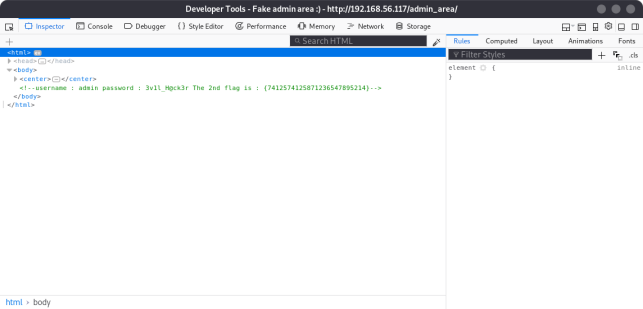 Developer Tools - Fake admin area :) - http://192.168.56.117/admin_area/
Inspector Console Debugger Style Editor Performance Memory Network Storage
Search HTML
<html>
<head></head>
<body>
<center></center>
<!--username : admin password : 3v1l_H@ck3r The 2nd flag is : {7412574125871236547895214}-->
</body>
</html>
html > body
Rules Computed Layout Animations Fonts
Filter Styles .cls
element { inline
}